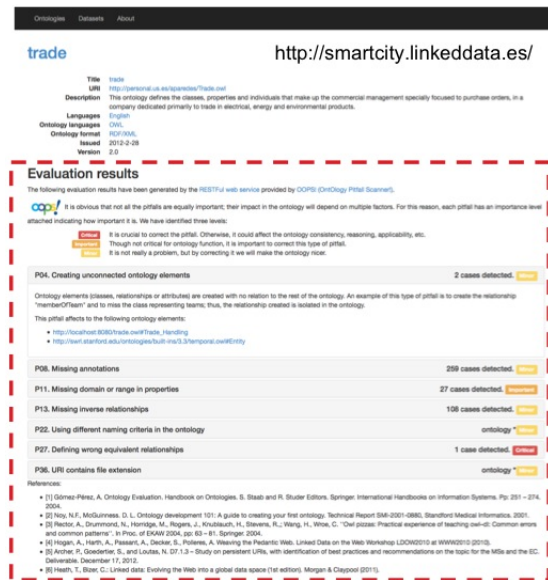 Ontologies Datasets About
trade
http://smartcity.linkeddata.es/
Title trade
URI http://personal.us.es/aparedes/Trade.owl
Description This ontology defines the classes, properties and individuals that make up the commercial management specially focused to purchase orders, in a
company dedicated primarily to trade in electrical, energy and environmental products.
Languages English
Ontology languages OWL
Ontology format RDF/XML
Issued 2012-2-28
Version 2.0
Evaluation results
The following evaluation results have been generated by the RESTFul web service provided by OOPS! (OntOlogy Pitfall Scanner!).
OOPS! It is obvious that not all the pitfalls are equally important; their impact in the ontology will depend on multiple factors. For this reason, each pitfall has an importance level
attached indicating how important it is. We have identified three levels:
Critical It is crucial to correct the pitfall. Otherwise, it could affect the ontology consistency, reasoning, applicability, etc.
Important Though not critical for ontology function, it is important to correct this type of pitfall.
Minor It is not really a problem, but by correcting it we will make the ontology nicer.
P04. Creating unconnected ontology elements 2 cases detected. Minor
Ontology elements (classes, relationships or attributes) are created with no relation to the rest of the ontology. An example of this type of pitfall is to create the relationship
"memberOfTeam" and to miss the class representing teams; thus, the relationship created is isolated in the ontology.
This pitfall affects to the following ontology elements:
• http://localhost:8080/trade.owl#Trade_Handling
• http://swrl.stanford.edu/ontologies/built-ins/3.3/temporal.owl#Entity
P08. Missing annotations 259 cases detected. Minor
P11. Missing domain or range in properties 27 cases detected. Important
P13. Missing inverse relationships 108 cases detected. Minor
P22. Using different naming criteria in the ontology ontology * Minor
P27. Defining wrong equivalent relationships 1 case detected. Critical
P36. URI contains file extension ontology * Minor
References:
• [1] Gómez-Pérez, A. Ontology Evaluation. Handbook on Ontologies. S. Staab and R. Studer Editors. Springer. International Handbooks on Information Systems. Pp: 251 – 274,
2004.
• [2] Noy, N.F., McGuinness. D. L. Ontology development 101: A guide to creating your first ontology. Technical Report SMI-2001-0880, Standford Medical Informatics. 2001.
• [3] Rector, A., Drummond, N., Horridge, M., Rogers, J., Knublauch, H., Stevens, R.,; Wang, H., Wroe, C. ''Owl pizzas: Practical experience of teaching owl-dl: Common errors
and common patterns''. In Proc. of EKAW 2004, pp: 63 – 81. Springer. 2004.
• [4] Hogan, A., Harth, A., Passant, A., Decker, S., Polleres, A. Weaving the Pedantic Web. Linked Data on the Web Workshop LDOW2010 at WWW2010 (2010).
• [5] Archer, P., Goedertier, S., and Loutas, N. D7.1.3 – Study on persistent URIs, with identification of best practices and recommendations on the topic for the MSs and the EC.
Deliverable. December 17, 2012.
• [6] Heath, T., Bizer, C.: Linked data: Evolving the Web into a global data space (1st edition). Morgan & Claypool (2011).